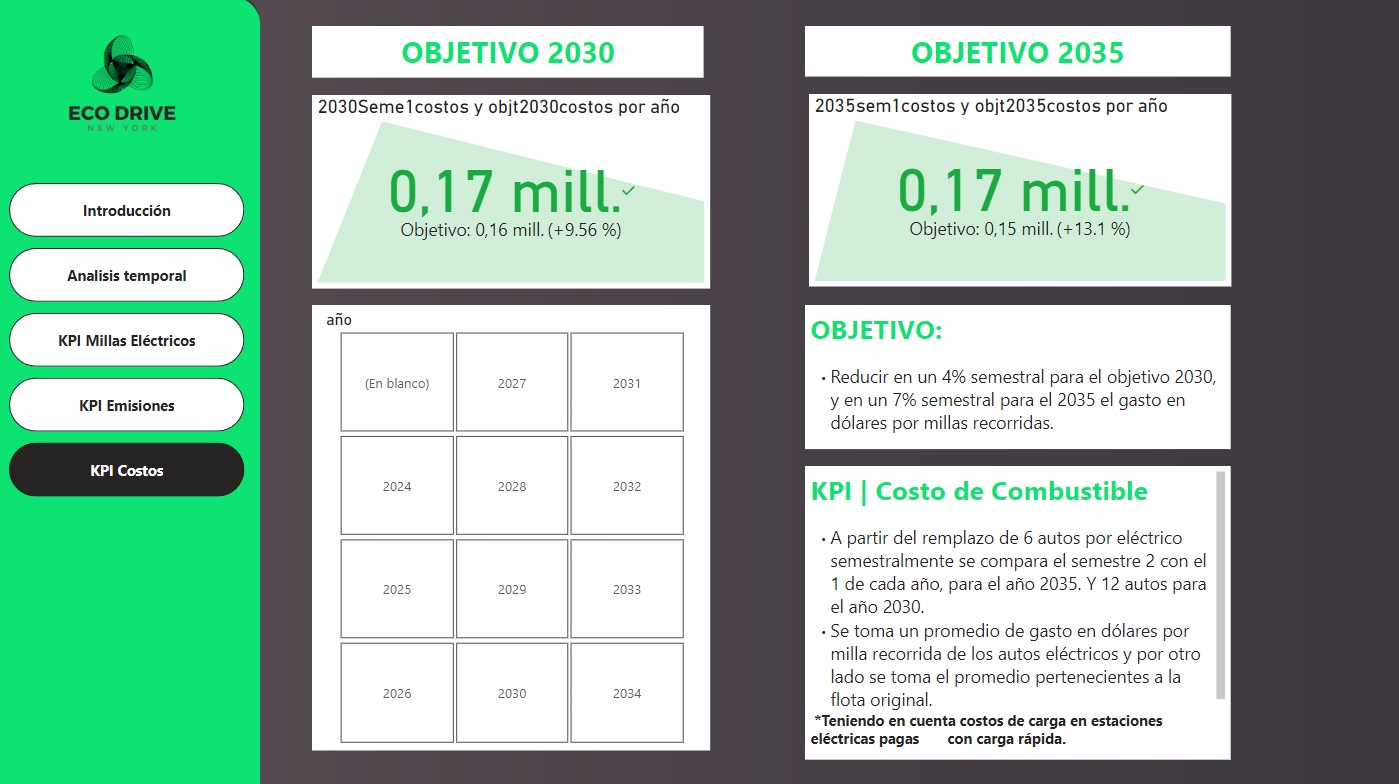 ECO DRIVE
NEW YORK
Introducción
Analisis temporal
KPI Millas Eléctricos
KPI Emisiones
KPI Costos
OBJETIVO 2030
2030Seme1costos y objt2030costos por año
0,17 mill.
Objetivo: 0,16 mill. (+9.56 %)
año
(En blanco) 2027 2031
2024 2028 2032
2025 2029 2033
2026 2030 2034
OBJETIVO 2035
2035sem1costos y objt2035costos por año
0,17 mill.
Objetivo: 0,15 mill. (+13.1 %)
OBJETIVO:
• Reducir en un 4% semestral para el objetivo 2030,
y en un 7% semestral para el 2035 el gasto en
dólares por millas recorridas.
KPI | Costo de Combustible
• A partir del remplazo de 6 autos por eléctrico
semestralmente se compara el semestre 2 con el
1 de cada año, para el año 2035. Y 12 autos para
el año 2030.
• Se toma un promedio de gasto en dólares por
milla recorrida de los autos eléctricos y por otro
lado se toma el promedio pertenecientes a la
flota original.
*Teniendo en cuenta costos de carga en estaciones
eléctricas pagas con carga rápida.